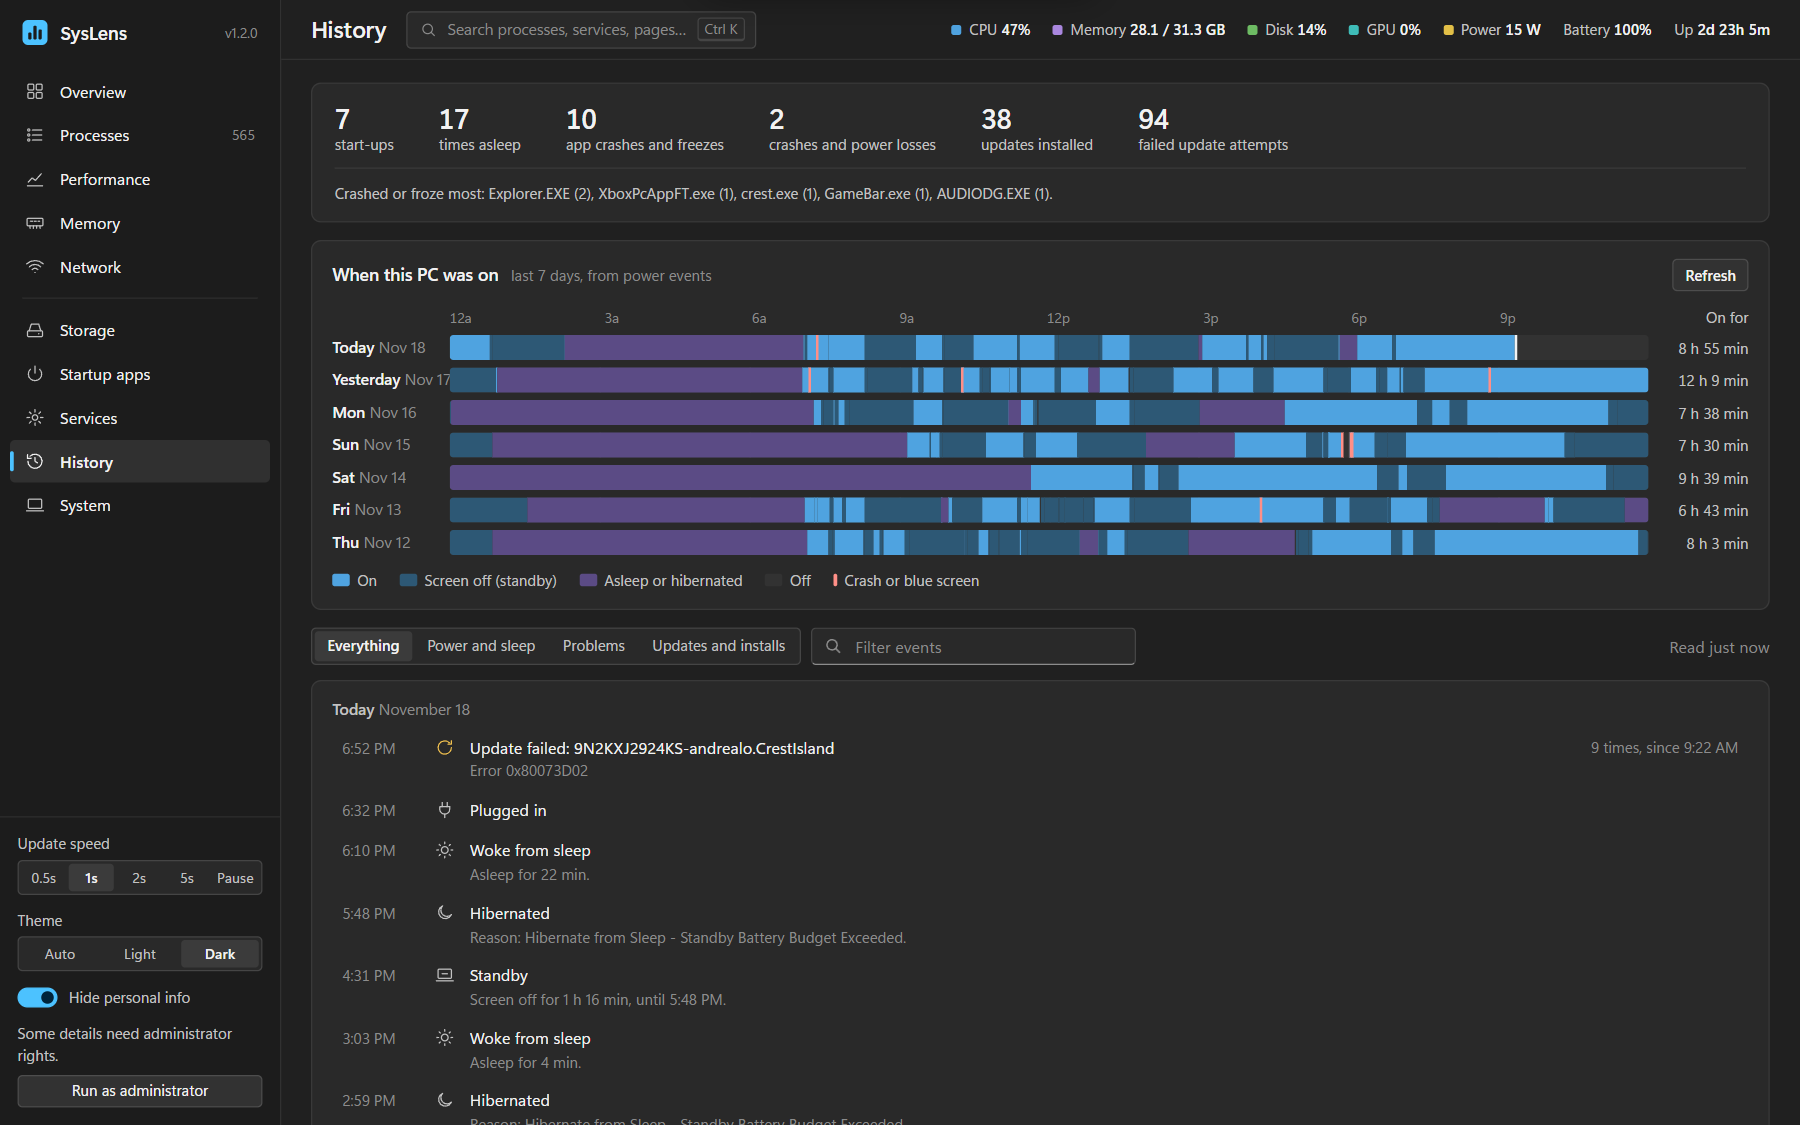 SysLens v1.2.0
Overview
Processes 565
Performance
Memory
Network
Storage
Startup apps
Services
History
System
Update speed
0.5s 1s 2s 5s Pause
Theme
Auto Light Dark
Hide personal info
Some details need administrator
rights.
Run as administrator
History Search processes, services, pages... Ctrl K CPU 47% Memory 28.1 / 31.3 GB Disk 14% GPU 0% Power 15 W Battery 100% Up 2d 23h 5m
7 17 10 2 38 94
start-ups times asleep app crashes and freezes crashes and power losses updates installed failed update attempts
Crashed or froze most: Explorer.EXE (2), XboxPcAppFT.exe (1), crest.exe (1), GameBar.exe (1), AUDIODG.EXE (1).
When this PC was on last 7 days, from power events Refresh
12a 3a 6a 9a 12p 3p 6p 9p On for
Today Nov 18 8 h 55 min
Yesterday Nov 17 12 h 9 min
Mon Nov 16 7 h 38 min
Sun Nov 15 7 h 30 min
Sat Nov 14 9 h 39 min
Fri Nov 13 6 h 43 min
Thu Nov 12 8 h 3 min
On Screen off (standby) Asleep or hibernated Off Crash or blue screen
Everything Power and sleep Problems Updates and installs Filter events Read just now
Today November 18
6:52 PM Update failed: 9N2KXJ2924KS-andrealo.CrestIsland 9 times, since 9:22 AM
Error 0x80073D02
6:32 PM Plugged in
6:10 PM Woke from sleep
Asleep for 22 min.
5:48 PM Hibernated
Reason: Hibernate from Sleep - Standby Battery Budget Exceeded.
4:31 PM Standby
Screen off for 1 h 16 min, until 5:48 PM.
3:03 PM Woke from sleep
Asleep for 4 min.
2:59 PM Hibernated
Reason: Hibernate from Sleep - Standby Battery Budget Exceeded.